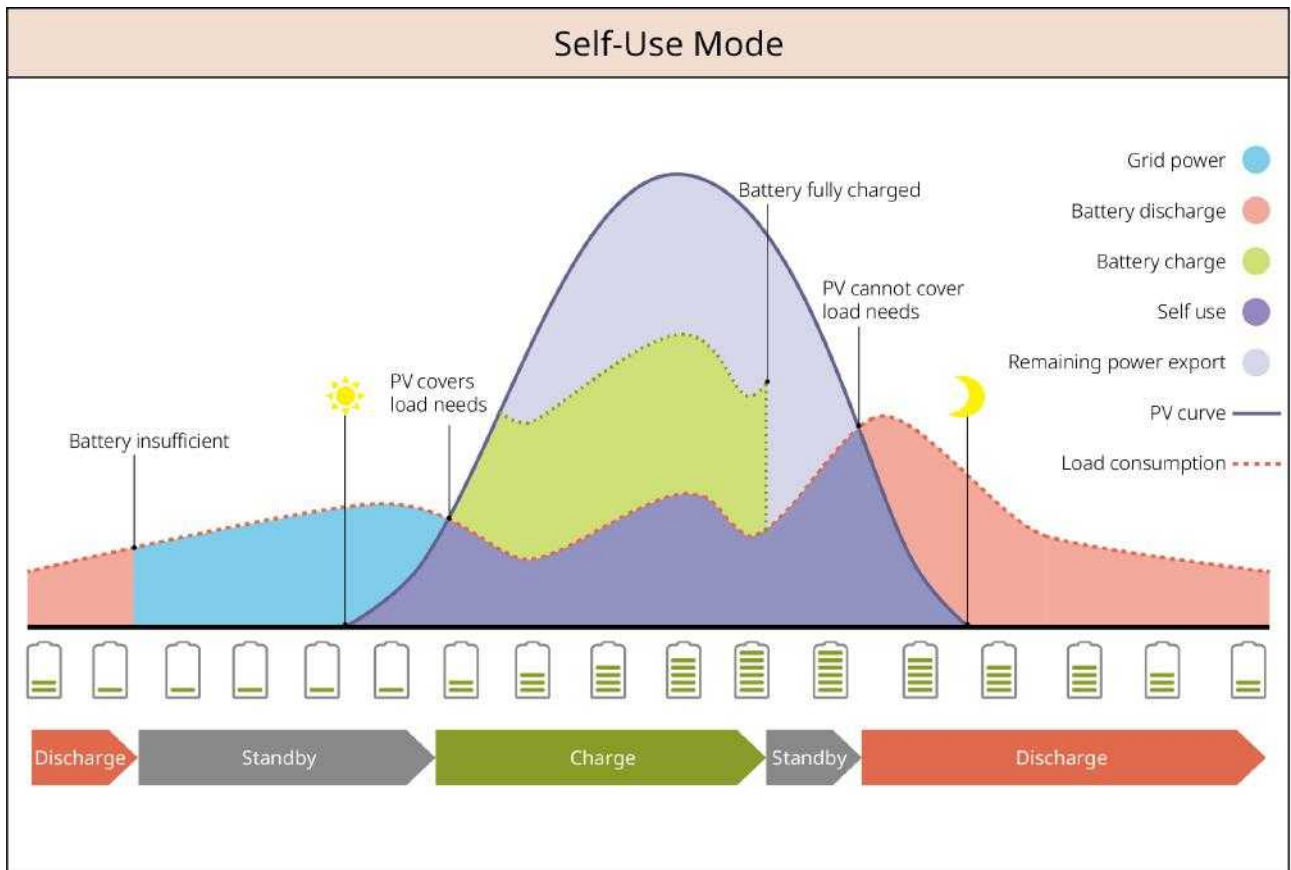 Self-Use Mode
Grid power
Battery fully charged
Battery discharge
Battery charge
PV cannot cover
load needs
Self use
Remaining power export
PV covers
load needs
PV curve
Battery insufficient
Load consumption
Discharge
Standby
Charge
Standby
Discharge